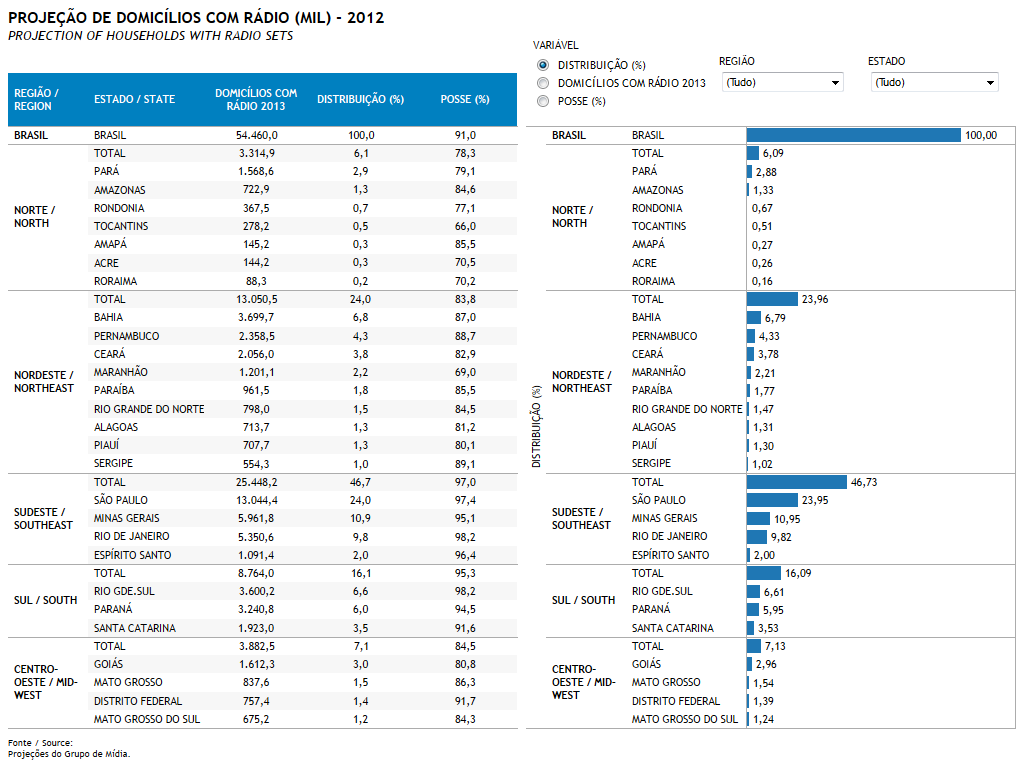 PROJEÇÃO DE DOMICÍLIOS COM RÁDIO (MIL) - 2012
PROJECTION OF HOUSEHOLDS WITH RADIO SETS
REGIÃO / REGION ESTADO / STATE DOMICÍLIOS COM RÁDIO 2013 DISTRIBUIÇÃO (%) POSSE (%)
BRASIL BRASIL 54.460,0 100,0 91,0
NORTE / NORTH
TOTAL 3.314,9 6,1 78,3
PARÁ 1.568,6 2,9 79,1
AMAZONAS 722,9 1,3 84,6
RONDONIA 367,5 0,7 77,1
TOCANTINS 278,2 0,5 66,0
AMAPÁ 145,2 0,3 85,5
ACRE 144,2 0,3 70,5
RORAIMA 88,3 0,2 70,2
NORDESTE / NORTHEAST
TOTAL 13.050,5 24,0 83,8
BAHIA 3.699,7 6,8 87,0
PERNAMBUCO 2.358,5 4,3 88,7
CEARÁ 2.056,0 3,8 82,9
MARANHÃO 1.201,1 2,2 69,0
PARAÍBA 961,5 1,8 85,5
RIO GRANDE DO NORTE 798,0 1,5 84,5
ALAGOAS 713,7 1,3 81,2
PIAUÍ 707,7 1,3 80,1
SERGIPE 554,3 1,0 89,1
SUDESTE / SOUTHEAST
TOTAL 25.448,2 46,7 97,0
SÃO PAULO 13.044,4 24,0 97,4
MINAS GERAIS 5.961,8 10,9 95,1
RIO DE JANEIRO 5.350,6 9,8 98,2
ESPÍRITO SANTO 1.091,4 2,0 96,4
SUL / SOUTH
TOTAL 8.764,0 16,1 95,3
RIO GDE.SUL 3.600,2 6,6 98,2
PARANÁ 3.240,8 6,0 94,5
SANTA CATARINA 1.923,0 3,5 91,6
CENTRO-OESTE / MID-WEST
TOTAL 3.882,5 7,1 84,5
GOIÁS 1.612,3 3,0 80,8
MATO GROSSO 837,6 1,5 86,3
DISTRITO FEDERAL 757,4 1,4 91,7
MATO GROSSO DO SUL 675,2 1,2 84,3
Fonte / Source:
Projeções do Grupo de Mídia.
VARIÁVEL
DISTRIBUIÇÃO (%)
DOMICÍLIOS COM RÁDIO 2013
POSSE (%)
REGIÃO
(Tudo)
ESTADO
(Tudo)
DISTRIBUIÇÃO (%)
BRASIL BRASIL 100,00
NORTE / NORTH
TOTAL 6,09
PARÁ 2,88
AMAZONAS 1,33
RONDONIA 0,67
TOCANTINS 0,51
AMAPÁ 0,27
ACRE 0,26
RORAIMA 0,16
NORDESTE / NORTHEAST
TOTAL 23,96
BAHIA 6,79
PERNAMBUCO 4,33
CEARÁ 3,78
MARANHÃO 2,21
PARAÍBA 1,77
RIO GRANDE DO NORTE 1,47
ALAGOAS 1,31
PIAUÍ 1,30
SERGIPE 1,02
SUDESTE / SOUTHEAST
TOTAL 46,73
SÃO PAULO 23,95
MINAS GERAIS 10,95
RIO DE JANEIRO 9,82
ESPÍRITO SANTO 2,00
SUL / SOUTH
TOTAL 16,09
RIO GDE.SUL 6,61
PARANÁ 5,95
SANTA CATARINA 3,53
CENTRO-OESTE / MID-WEST
TOTAL 7,13
GOIÁS 2,96
MATO GROSSO 1,54
DISTRITO FEDERAL 1,39
MATO GROSSO DO SUL 1,24